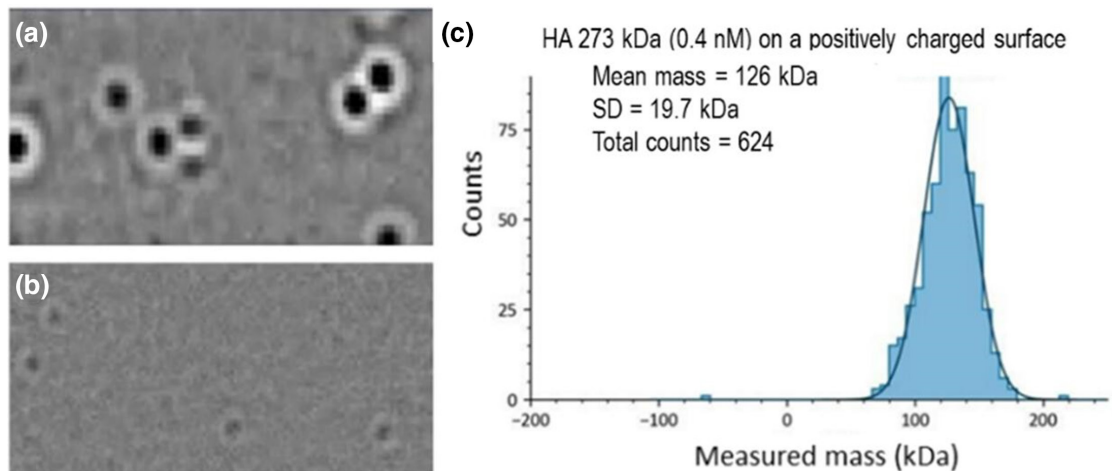 (a)
(b)
(c)
HA 273 kDa (0.4 nM) on a positively charged surface
Mean mass = 126 kDa
SD = 19.7 kDa
Total counts = 624
Counts
75
50
25
0
−200
−100
0
100
200
Measured mass (kDa)